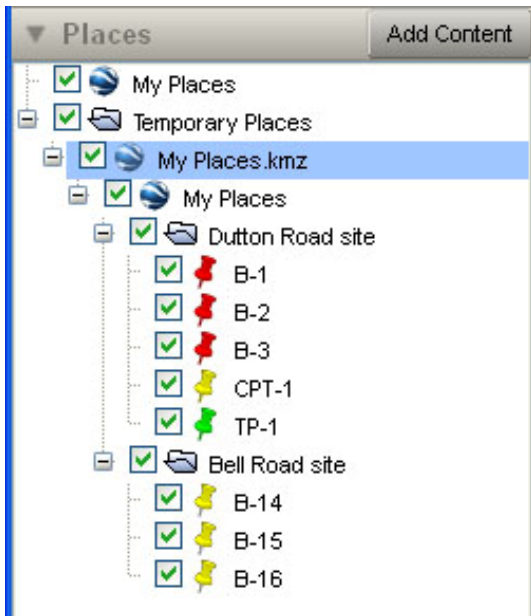 Places Add Content
My Places
Temporary Places
My Places.kmz
My Places
Dutton Road site
B-1
B-2
B-3
CPT-1
TP-1
Bell Road site
B-14
B-15
B-16